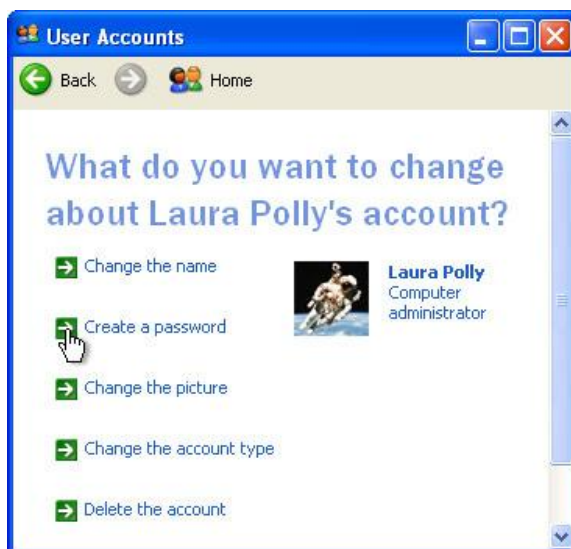 User Accounts
Back Home
What do you want to change
about Laura Polly's account?
Change the name
Laura Polly
Computer
administrator
Create a password
Change the picture
Change the account type
Delete the account